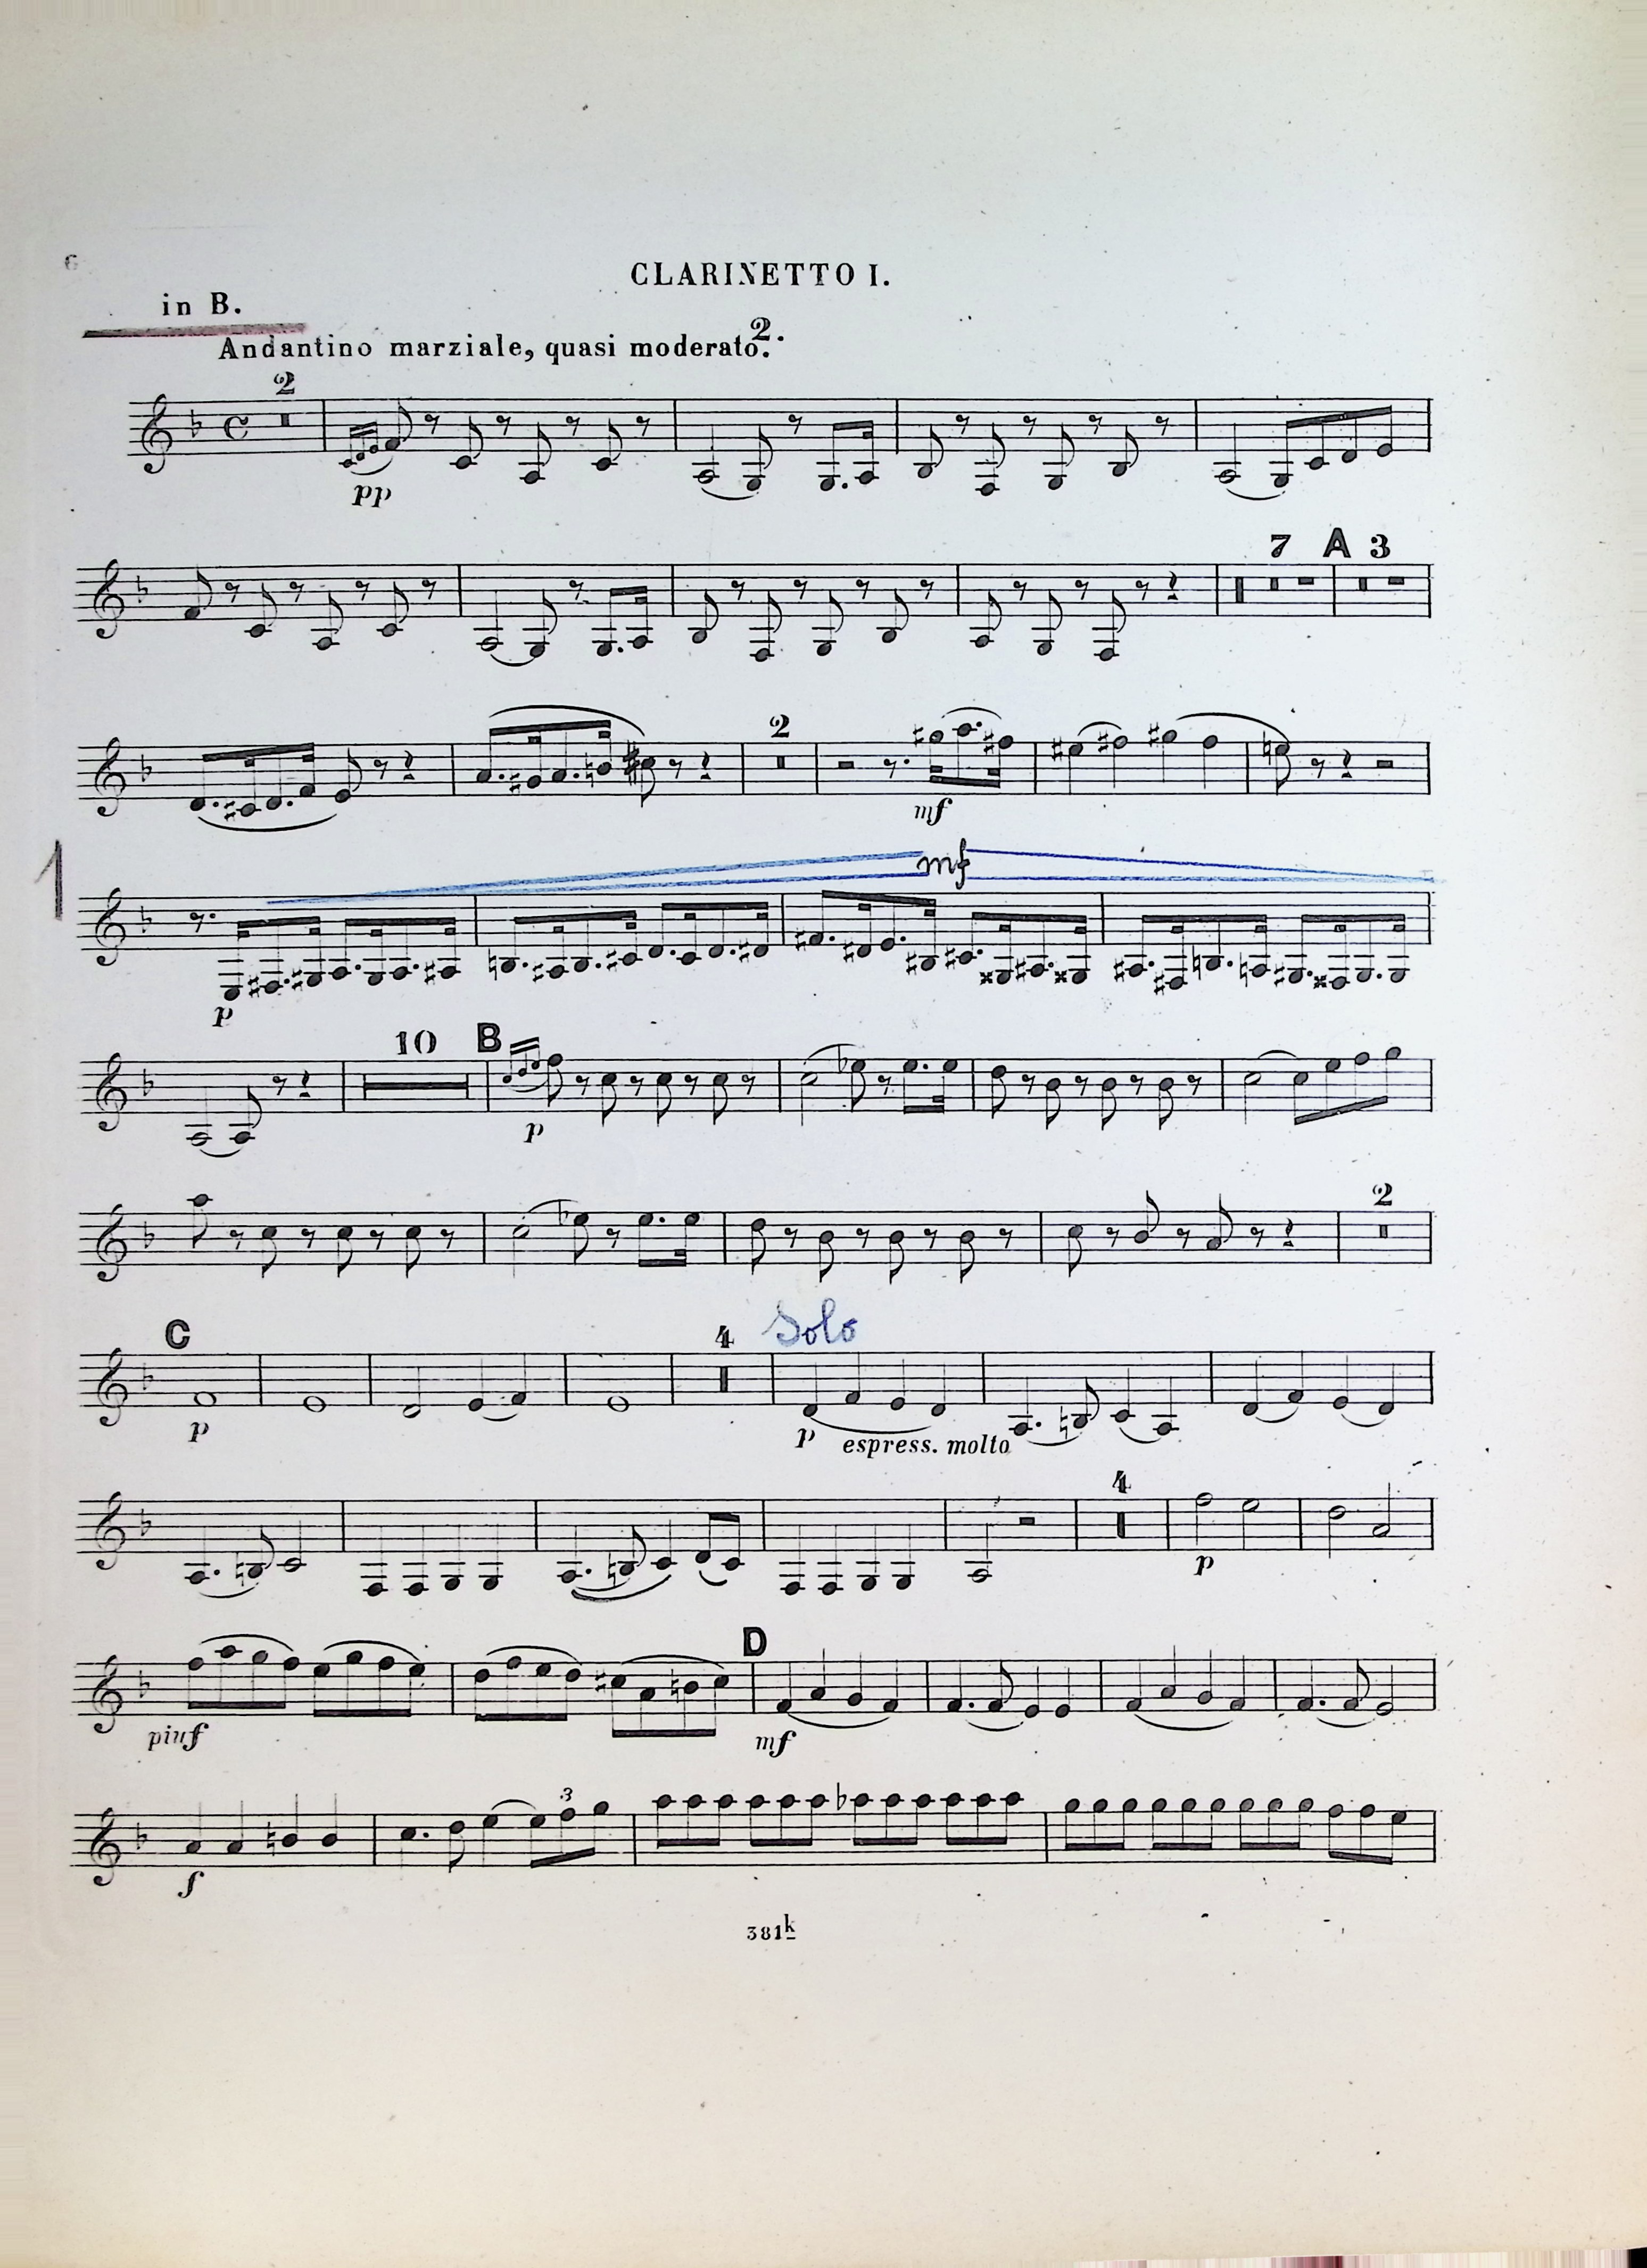 6
CLARINETTO I.
in B.
2.
Andantino marziale, quasi moderato.
2
pp
7 A 3
2
mf
1
mf
p
10 B
p
2
C
4 Solo
p
p espress. molto
4
p
D
piuf
mf
3
f
381k